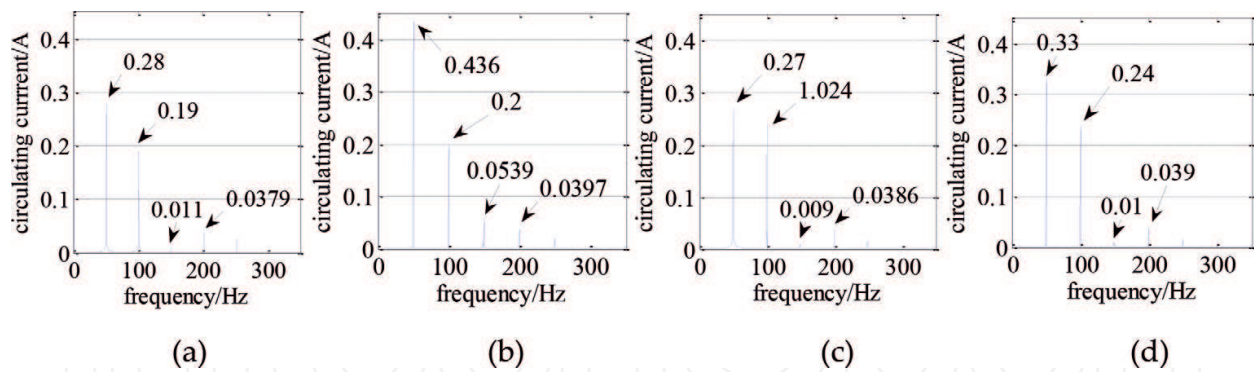 circulating currrent/A
0.4
0.3
0.2
0.1
0
0.28
0.19
0.011
0.0379
0 100 200 300
frequency/Hz
(a)
circulating currrent/A
0.4
0.3
0.2
0.1
0
0.436
0.2
0.0539
0.0397
0 100 200 300
frequency/Hz
(b)
circulating currrent/A
0.4
0.3
0.2
0.1
0
0.27
1.024
0.009
0.0386
0 100 200 300
frequency/Hz
(c)
circulating currrent/A
0.4
0.3
0.2
0.1
0
0.33
0.24
0.01
0.039
0 100 200 300
frequency/Hz
(d)